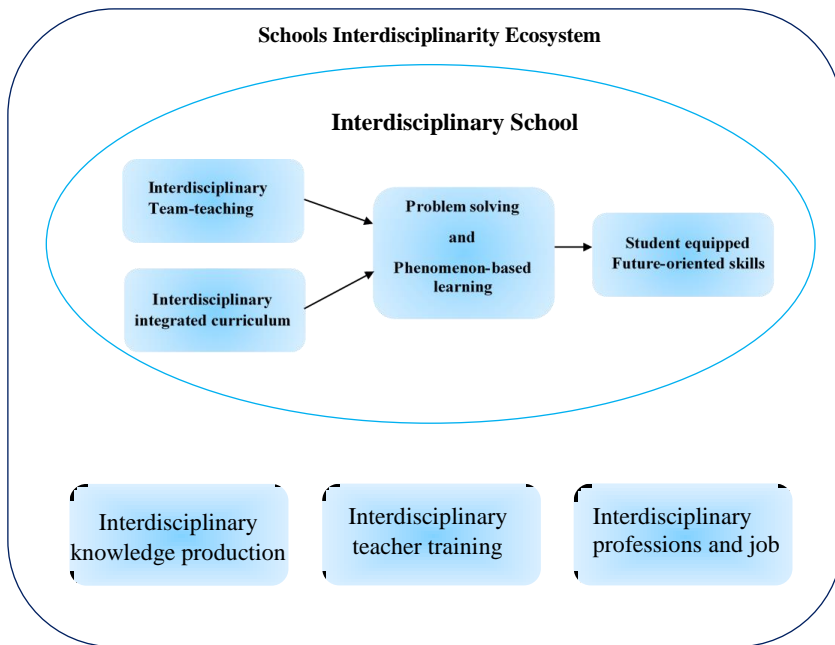 Schools Interdisciplinarity Ecosystem
Interdisciplinary School
Interdisciplinary
Team-teaching
Interdisciplinary
integrated curriculum
Problem solving
and
Phenomenon-based
learning
Student equipped
Future-oriented skills
Interdisciplinary
knowledge production
Interdisciplinary
teacher training
Interdisciplinary
professions and job